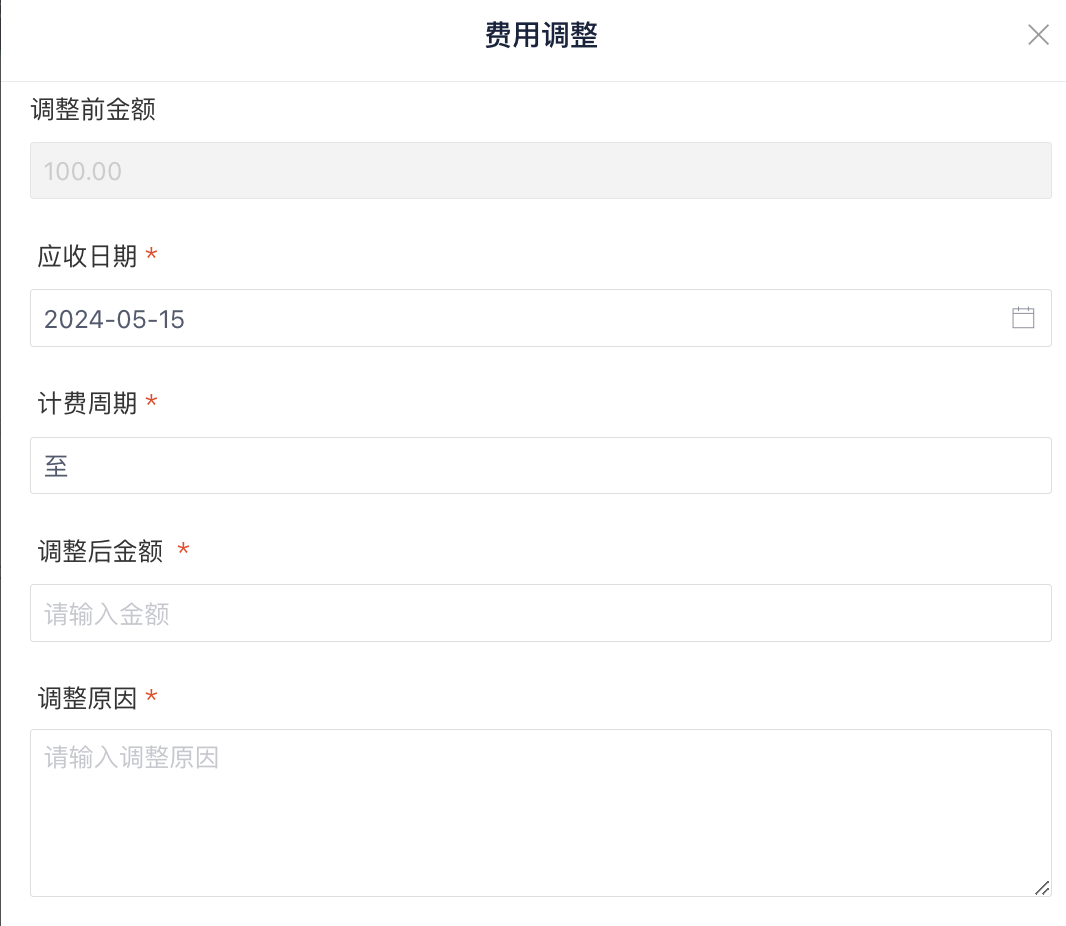 费用调整
调整前金额
100.00
应收日期 *
2024-05-15
计费周期 *
至
调整后金额 *
请输入金额
调整原因 *
请输入调整原因